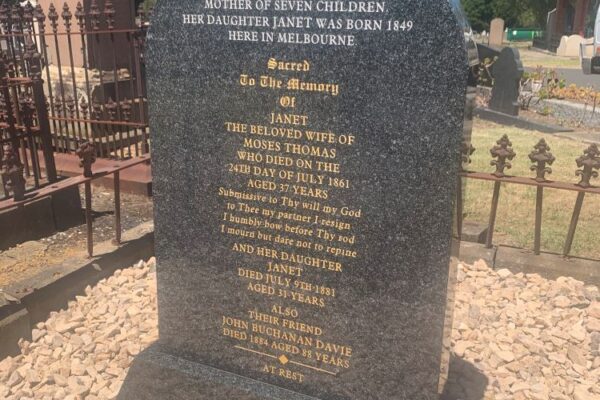 MOTHER OF SEVEN CHILDREN,
HER DAUGHTER JANET WAS BORN 1849
HERE IN MELBOURNE
Sacred
To The Memory
Of
JANET
THE BELOVED WIFE OF
MOSES THOMAS
WHO DIED ON THE
24TH DAY OF JULY 1861
AGED 37 YEARS
Submissive to Thy will my God
to Thee my partner I resign
I humbly bow before Thy rod
I mourn but dare not to repine
AND HER DAUGHTER
JANET
DIED JULY 9TH 1881
AGED 31 YEARS
ALSO
THEIR FRIEND
JOHN BUCHANAN DAVIE
DIED 1884 AGED 88 YEARS
AT REST